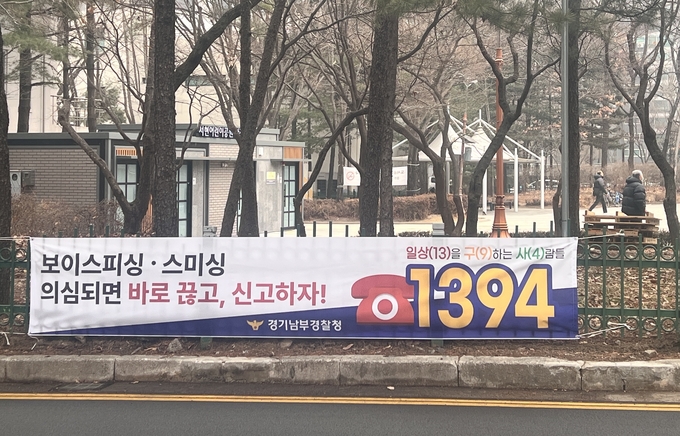 서현어린이공원
보이스피싱 · 스미싱
의심되면 바로 끊고, 신고하자!
경기남부경찰청
일상(13)을 구(9)하는 사(4)람들
1394